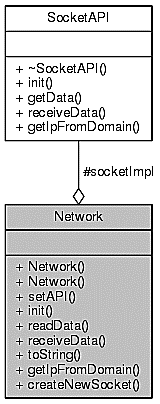 SocketAPI
+ ~SocketAPI()
+ init()
+ getData()
+ receiveData()
+ getIpFromDomain()
#socketImpl
Network
+ Network()
+ Network()
+ setAPI()
+ init()
+ readData()
+ receiveData()
+ toString()
+ getIpFromDomain()
+ createNewSocket()